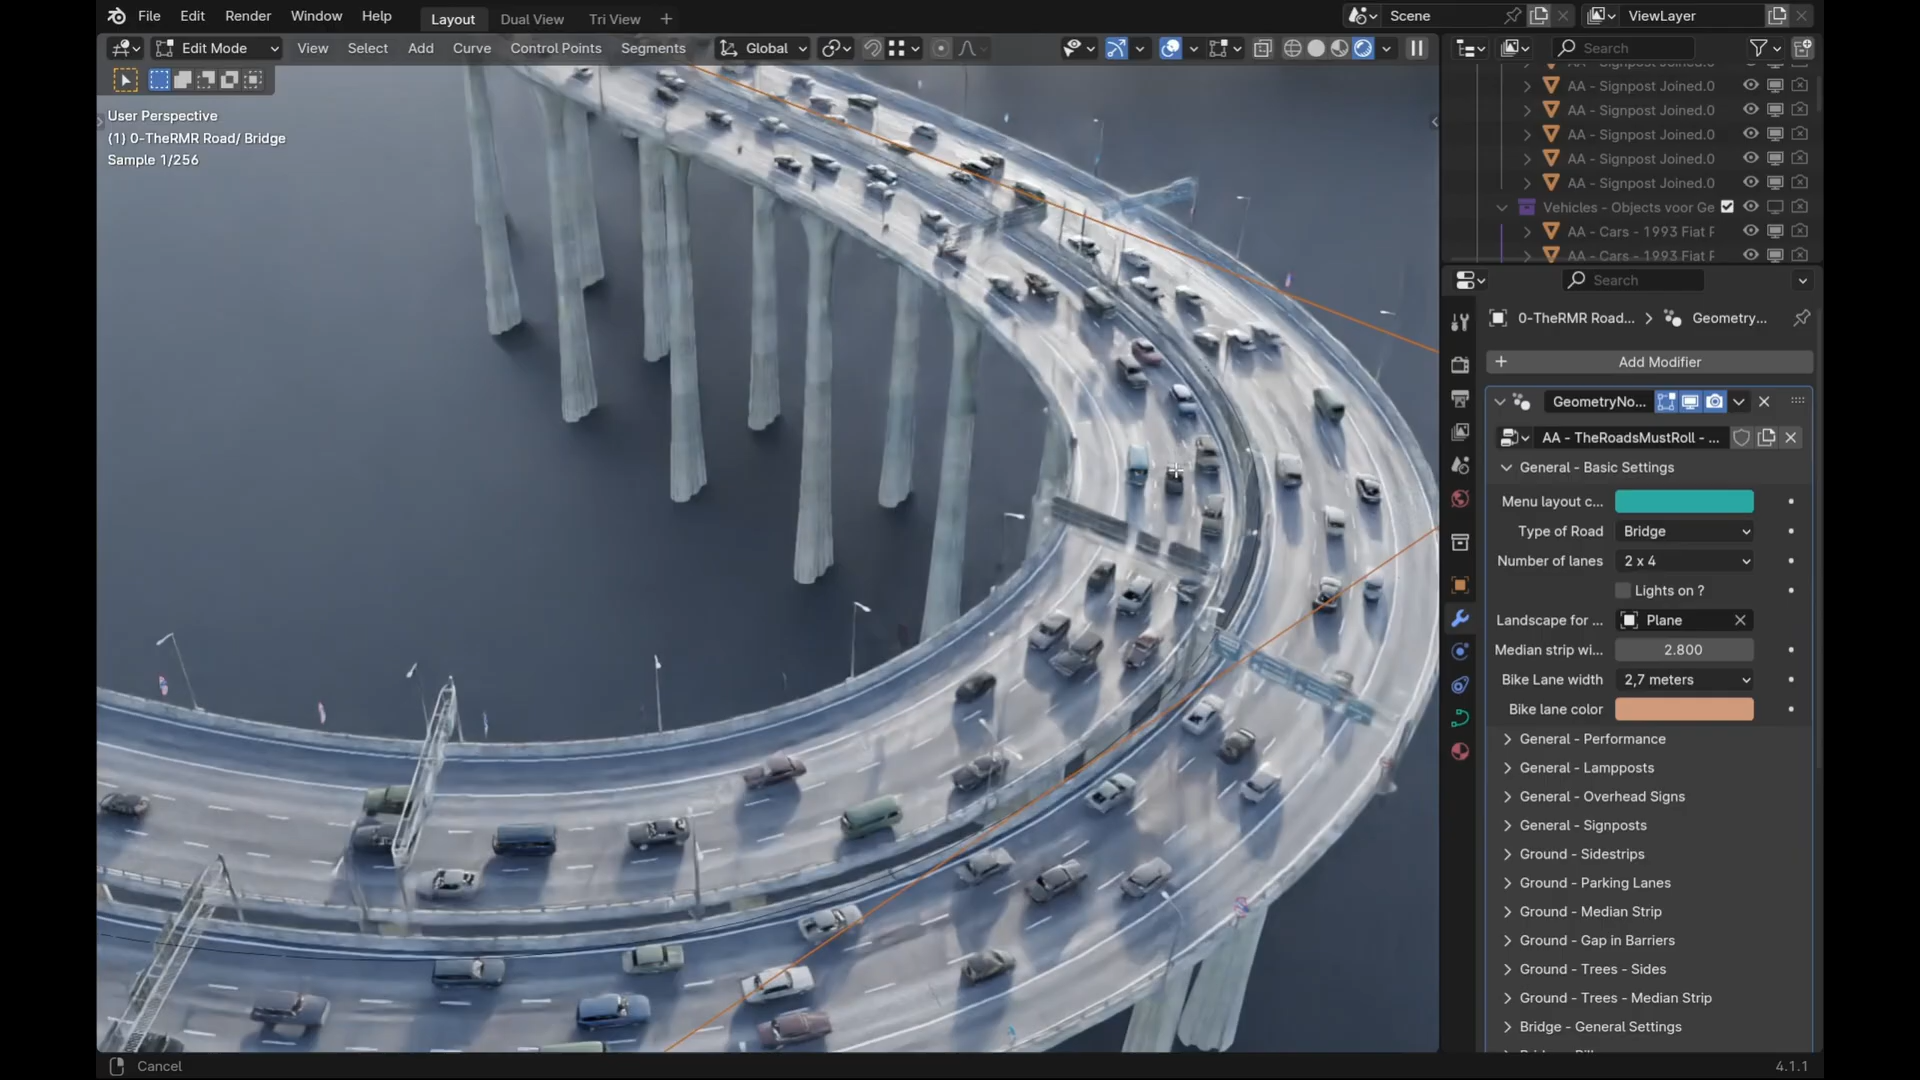 File Edit Render Window Help
Layout Dual View Tri View +
Scene
ViewLayer
Edit Mode
View Select Add Curve Control Points Segments
Global
Search
User Perspective
(1) 0-TheRMR Road/ Bridge
Sample 1/256
AA - Signpost Joined.0
AA - Signpost Joined.0
AA - Signpost Joined.0
AA - Signpost Joined.0
AA - Signpost Joined.0
Vehicles - Objects voor Ge
AA - Cars - 1993 Fiat F
AA - Cars - 1993 Fiat F
Search
0-TheRMR Road... > Geometry...
+ Add Modifier
GeometryNo...
AA - TheRoadsMustRoll - ...
General - Basic Settings
Menu layout c...
Type of Road Bridge
Number of lanes 2 x 4
Lights on ?
Landscape for ... Plane
Median strip wi... 2.800
Bike Lane width 2,7 meters
Bike lane color
General - Performance
General - Lampposts
General - Overhead Signs
General - Signposts
Ground - Sidestrips
Ground - Parking Lanes
Ground - Median Strip
Ground - Gap in Barriers
Ground - Trees - Sides
Ground - Trees - Median Strip
Bridge - General Settings
Cancel
4.1.1